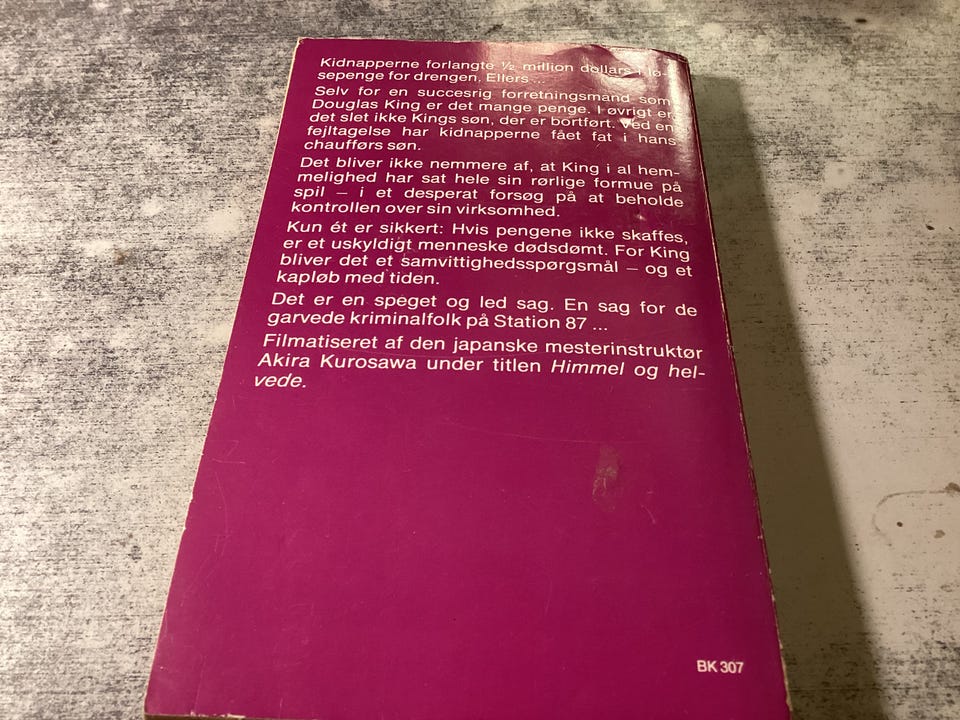 Kidnapperne forlangte ½ million dollars i lø-
sepenge for drengen, Ellers ...
Selv for en succesrig forretningsmand som
Douglas King er det mange penge. I øvrigt er
det slet ikke Kings søn, der er bortført. Ved en
fejltagelse har kidnapperne fået fat i hans
chaufførs søn.
Det bliver ikke nemmere af, at King i al hem-
melighed har sat hele sin rørlige formue på
spil – i et desperat forsøg på at beholde
kontrollen over sin virksomhed.
Kun ét er sikkert: Hvis pengene ikke skaffes,
er et uskyldigt menneske dødsdømt. For King
bliver det et samvittighedsspørgsmål – og et
kapløb med tiden.
Det er en speget og led sag. En sag for de
garvede kriminalfolk på Station 87 ...
Filmatiseret af den japanske mesterinstruktør
Akira Kurosawa under titlen Himmel og hel-
vede.
BK 307